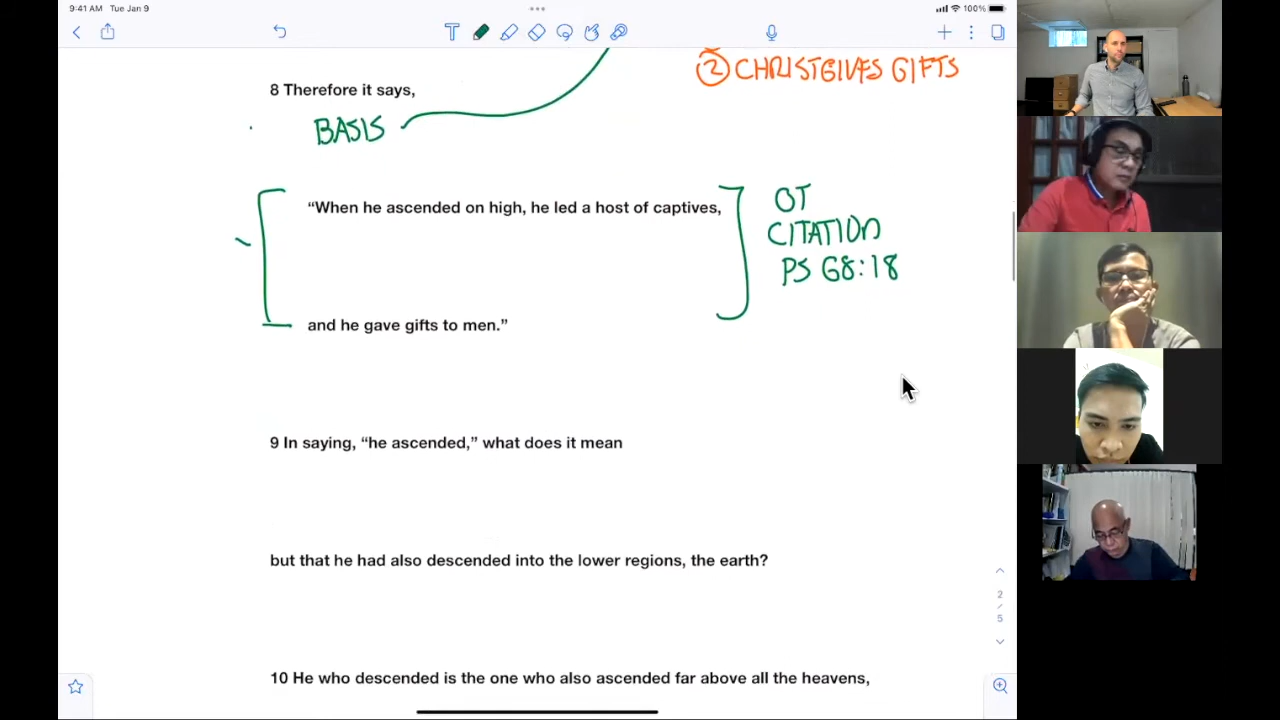 9:41 AM Tue Jan 9
100%
② CHRIST GIVES GIFTS
8 Therefore it says,
BASIS
“When he ascended on high, he led a host of captives,
OT
CITATION
PS 68:18
and he gave gifts to men.”
9 In saying, “he ascended,” what does it mean
but that he had also descended into the lower regions, the earth?
2
/
5
10 He who descended is the one who also ascended far above all the heavens,